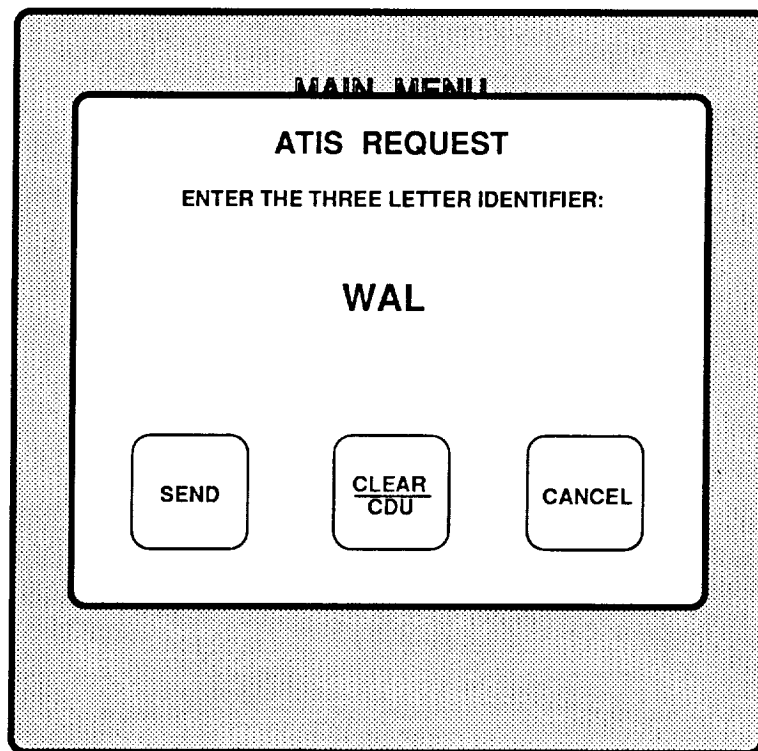 MAIN MENU
ATIS REQUEST
ENTER THE THREE LETTER IDENTIFIER:
WAL
SEND
CLEAR
CDU
CANCEL